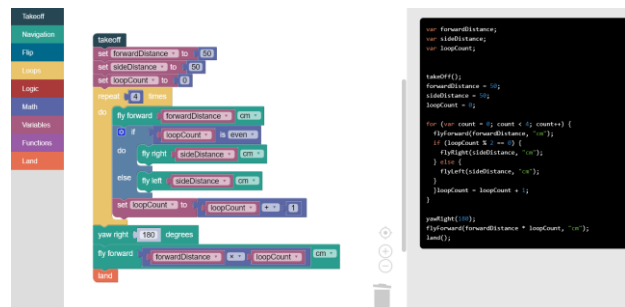 Takeoff
Navigation
Flip
Loops
Logic
Math
Variables
Functions
Land
takeoff
set forwardDistance to 50
set sideDistance to 50
set loopCount to 0
repeat 4 times
do fly forward forwardDistance cm
if loopCount is even
do fly right sideDistance cm
else fly left sideDistance cm
set loopCount to loopCount + 1
yaw right 180 degrees
fly forward forwardDistance × loopCount cm
land
var forwardDistance;
var sideDistance;
var loopCount;
takeOff();
forwardDistance = 50;
sideDistance = 50;
loopCount = 0;
for (var count = 0; count < 4; count++) {
flyForward(forwardDistance, "cm");
if (loopCount % 2 == 0) {
flyRight(sideDistance, "cm");
} else {
flyLeft(sideDistance, "cm");
}loopCount = loopCount + 1;
}
yawRight(180);
flyForward(forwardDistance * loopCount, "cm");
land();